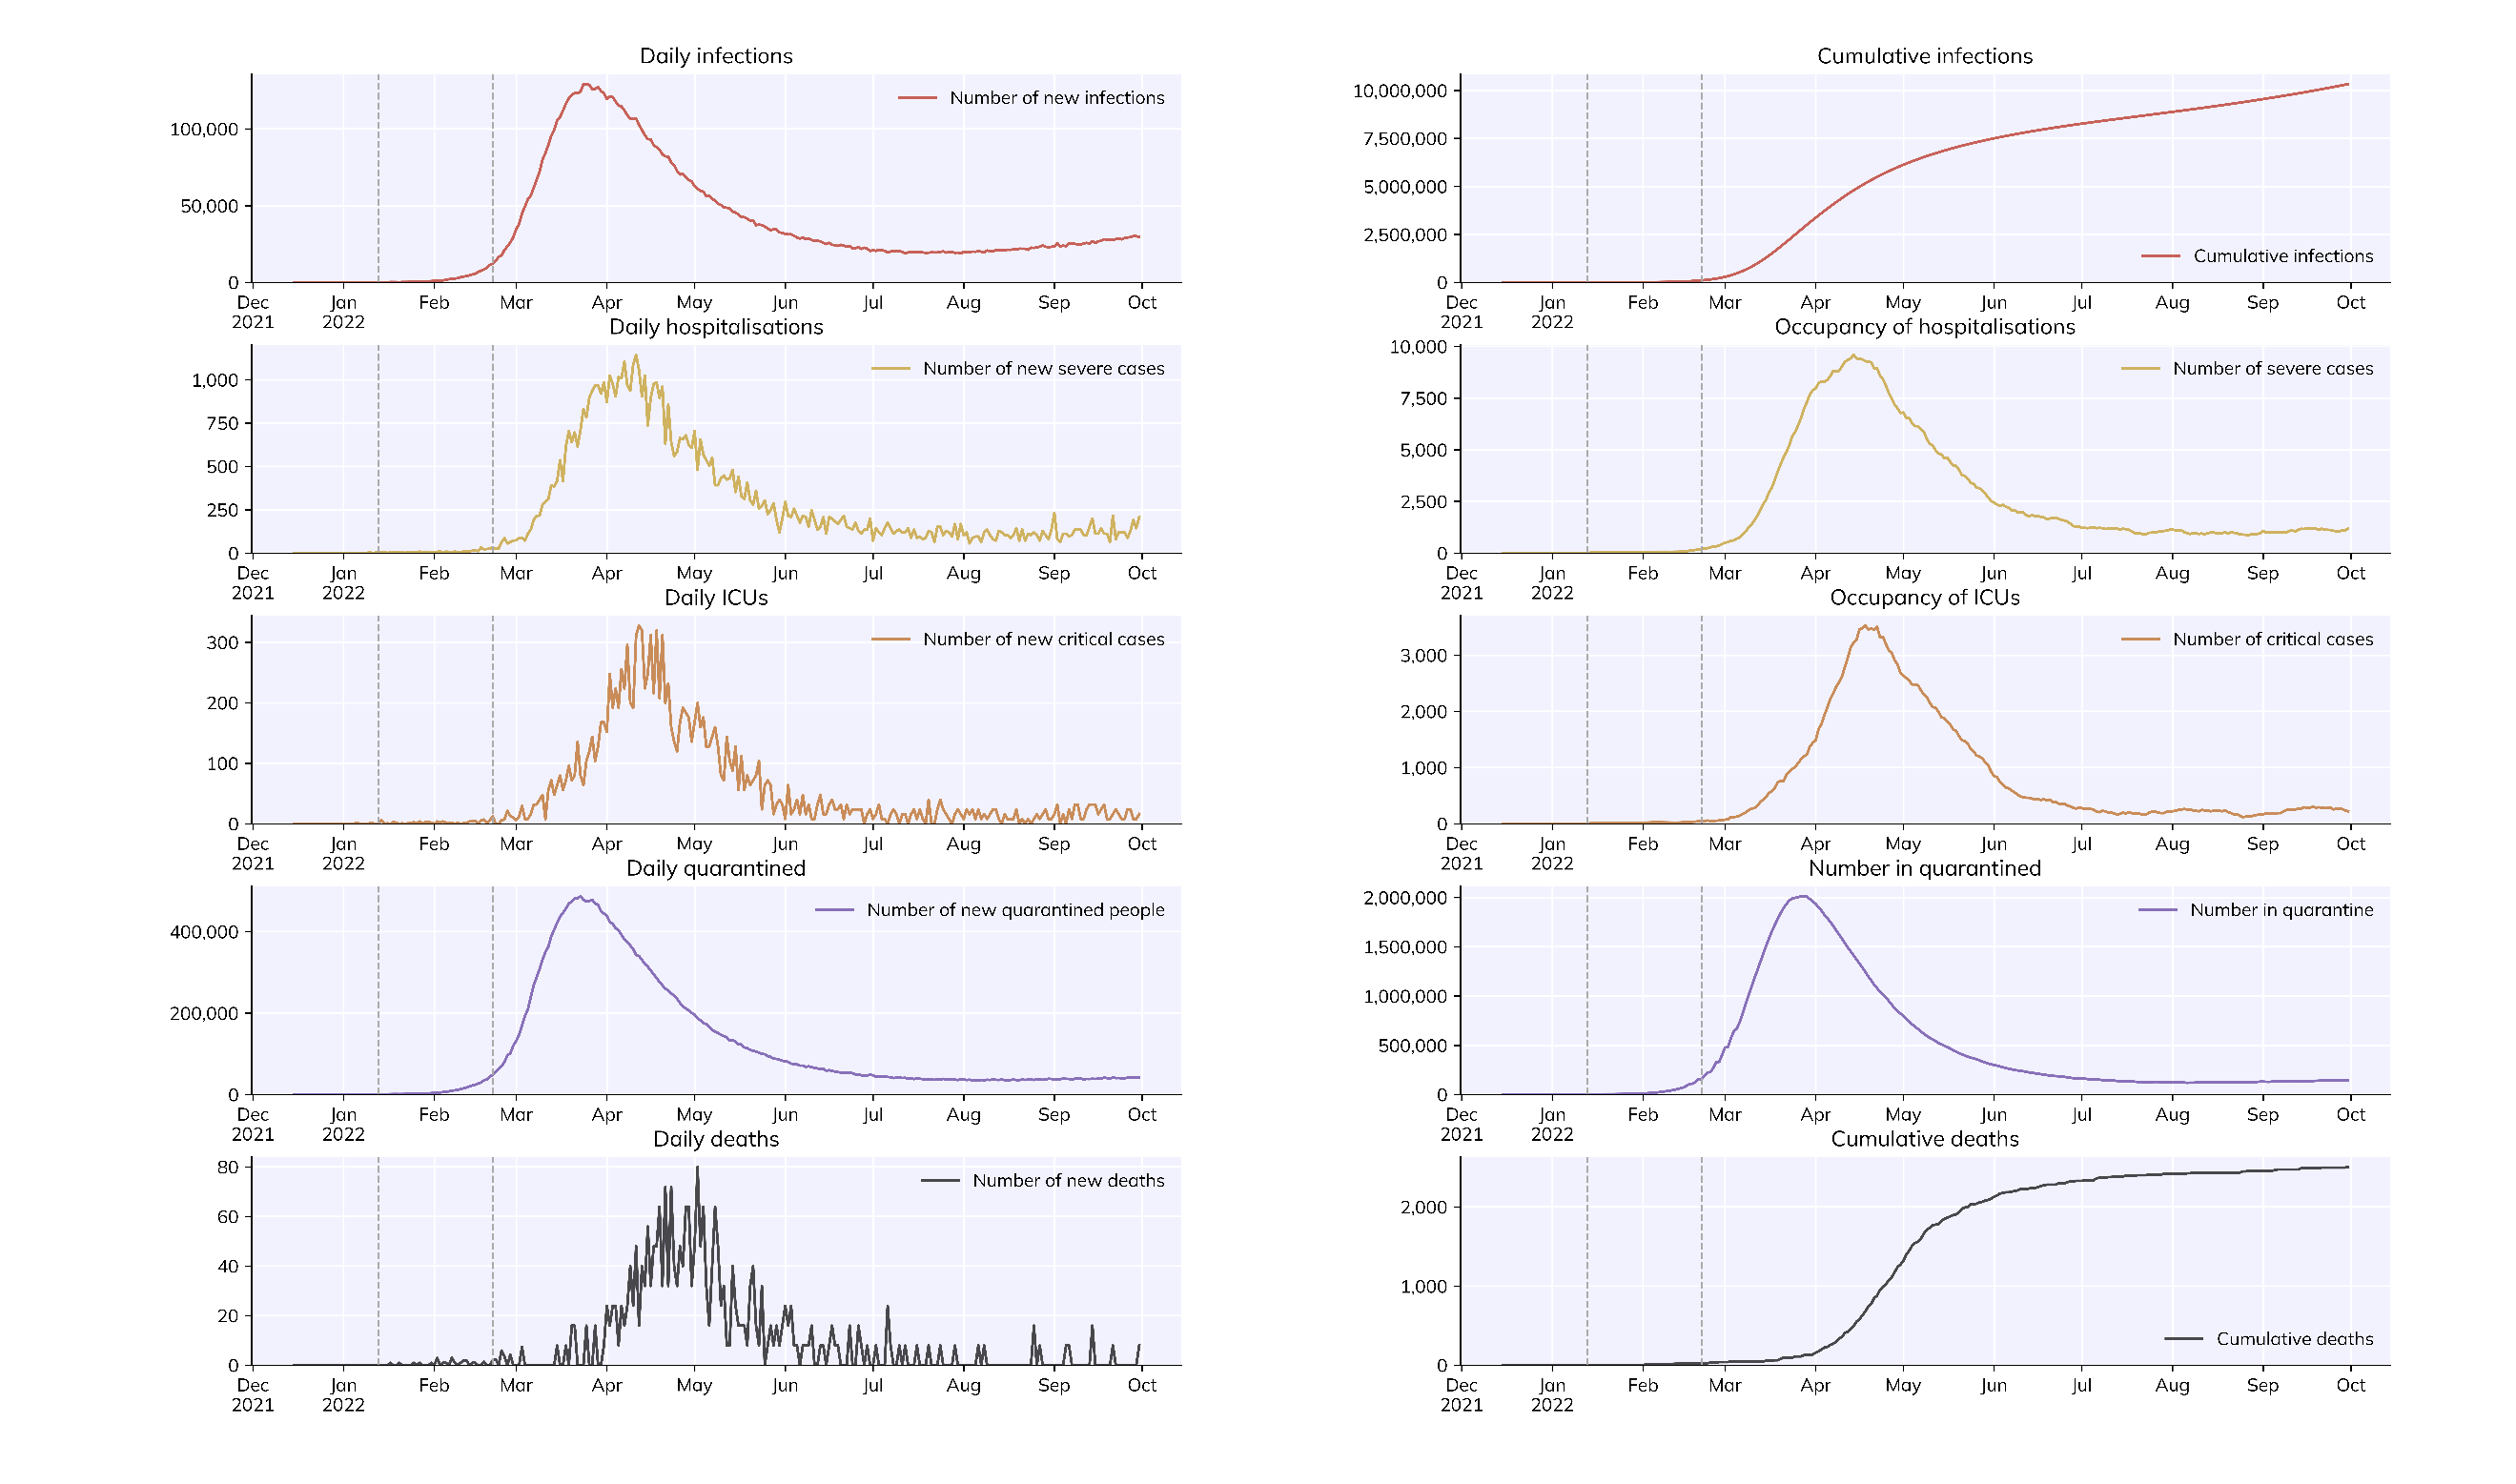 Daily infections
Number of new infections
100,000
50,000
0
Dec Jan Feb Mar Apr May Jun Jul Aug Sep Oct
2021 2022
Cumulative infections
10,000,000
7,500,000
5,000,000
2,500,000
Cumulative infections
0
Dec Jan Feb Mar Apr May Jun Jul Aug Sep Oct
2021 2022
Daily hospitalisations
Number of new severe cases
1,000
750
500
250
0
Dec Jan Feb Mar Apr May Jun Jul Aug Sep Oct
2021 2022
Occupancy of hospitalisations
10,000
Number of severe cases
7,500
5,000
2,500
0
Dec Jan Feb Mar Apr May Jun Jul Aug Sep Oct
2021 2022
Daily ICUs
Number of new critical cases
300
200
100
0
Dec Jan Feb Mar Apr May Jun Jul Aug Sep Oct
2021 2022
Occupancy of ICUs
Number of critical cases
3,000
2,000
1,000
0
Dec Jan Feb Mar Apr May Jun Jul Aug Sep Oct
2021 2022
Daily quarantined
Number of new quarantined people
400,000
200,000
0
Dec Jan Feb Mar Apr May Jun Jul Aug Sep Oct
2021 2022
Number in quarantined
2,000,000
Number in quarantine
1,500,000
1,000,000
500,000
0
Dec Jan Feb Mar Apr May Jun Jul Aug Sep Oct
2021 2022
Daily deaths
80
Number of new deaths
60
40
20
0
Dec Jan Feb Mar Apr May Jun Jul Aug Sep Oct
2021 2022
Cumulative deaths
2,000
1,000
Cumulative deaths
0
Dec Jan Feb Mar Apr May Jun Jul Aug Sep Oct
2021 2022